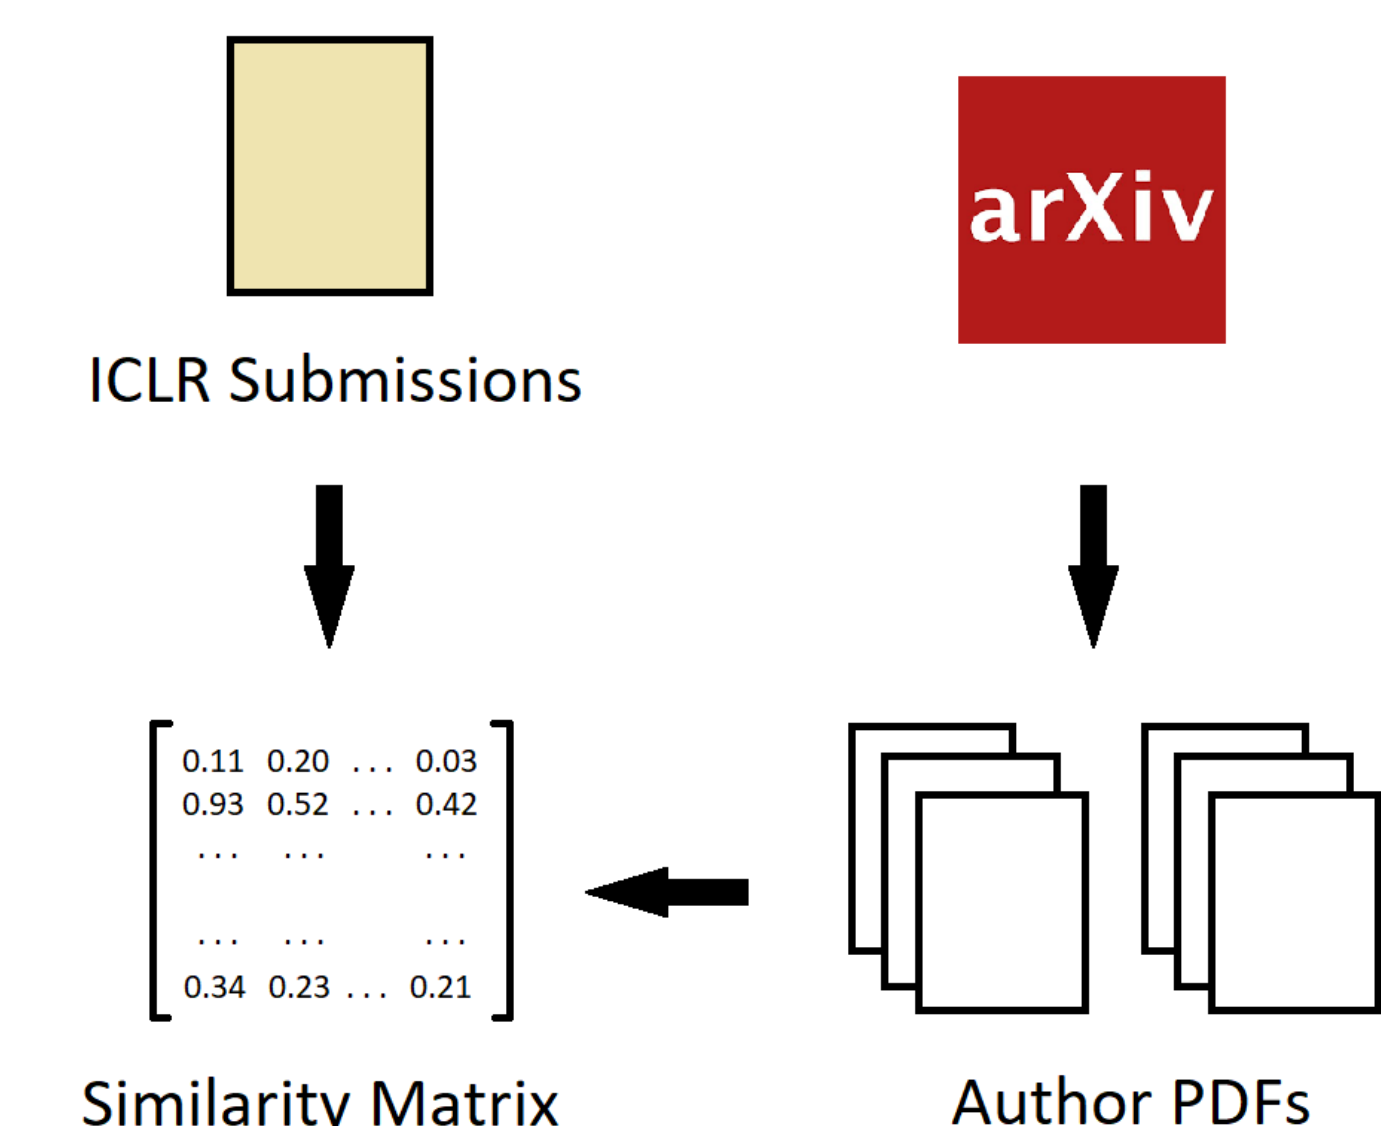 arXiv
ICLR Submissions
0.11 0.20 ... 0.03
0.93 0.52 ... 0.42
... ... ...
... ... ...
0.34 0.23 ... 0.21
Similarity Matrix
Author PDFs